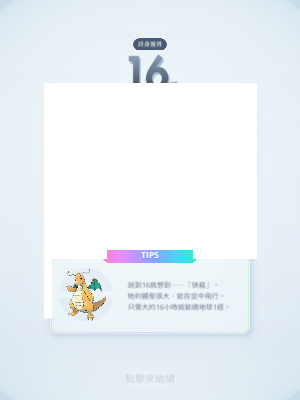 終身獲得
16
TIPS
說到16就想到……「快龍」。
牠的體型很大，能在空中飛行，
只需大約16小時就能繞地球1週。
點擊來繼續